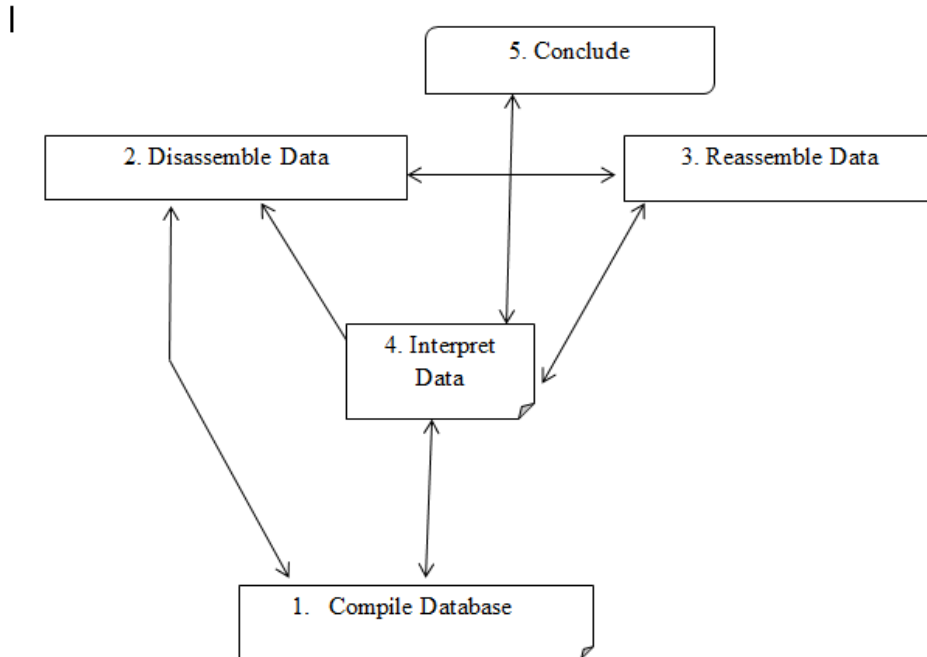 5. Conclude
2. Disassemble Data
3. Reassemble Data
4. Interpret
Data
1. Compile Database